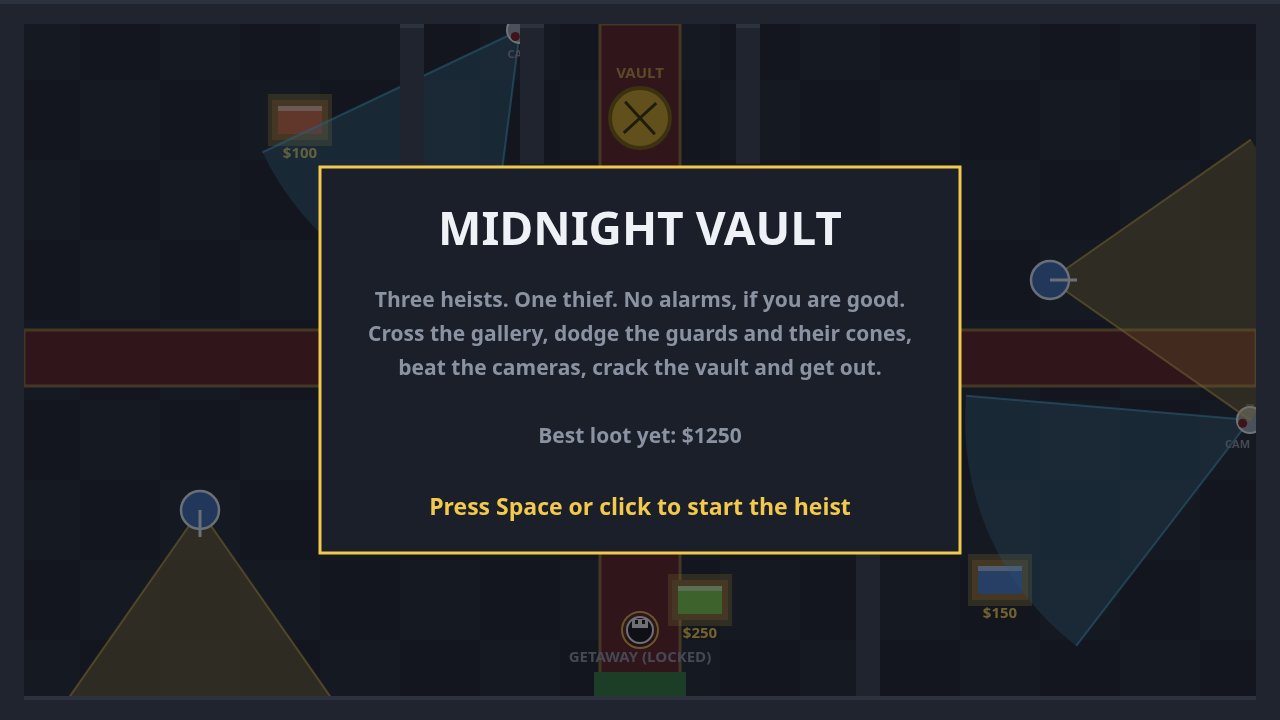 CA
VAULT
$100
MIDNIGHT VAULT
Three heists. One thief. No alarms, if you are good.
Cross the gallery, dodge the guards and their cones,
beat the cameras, crack the vault and get out.
Best loot yet: $1250
CAM
Press Space or click to start the heist
$150
$250
GETAWAY (LOCKED)